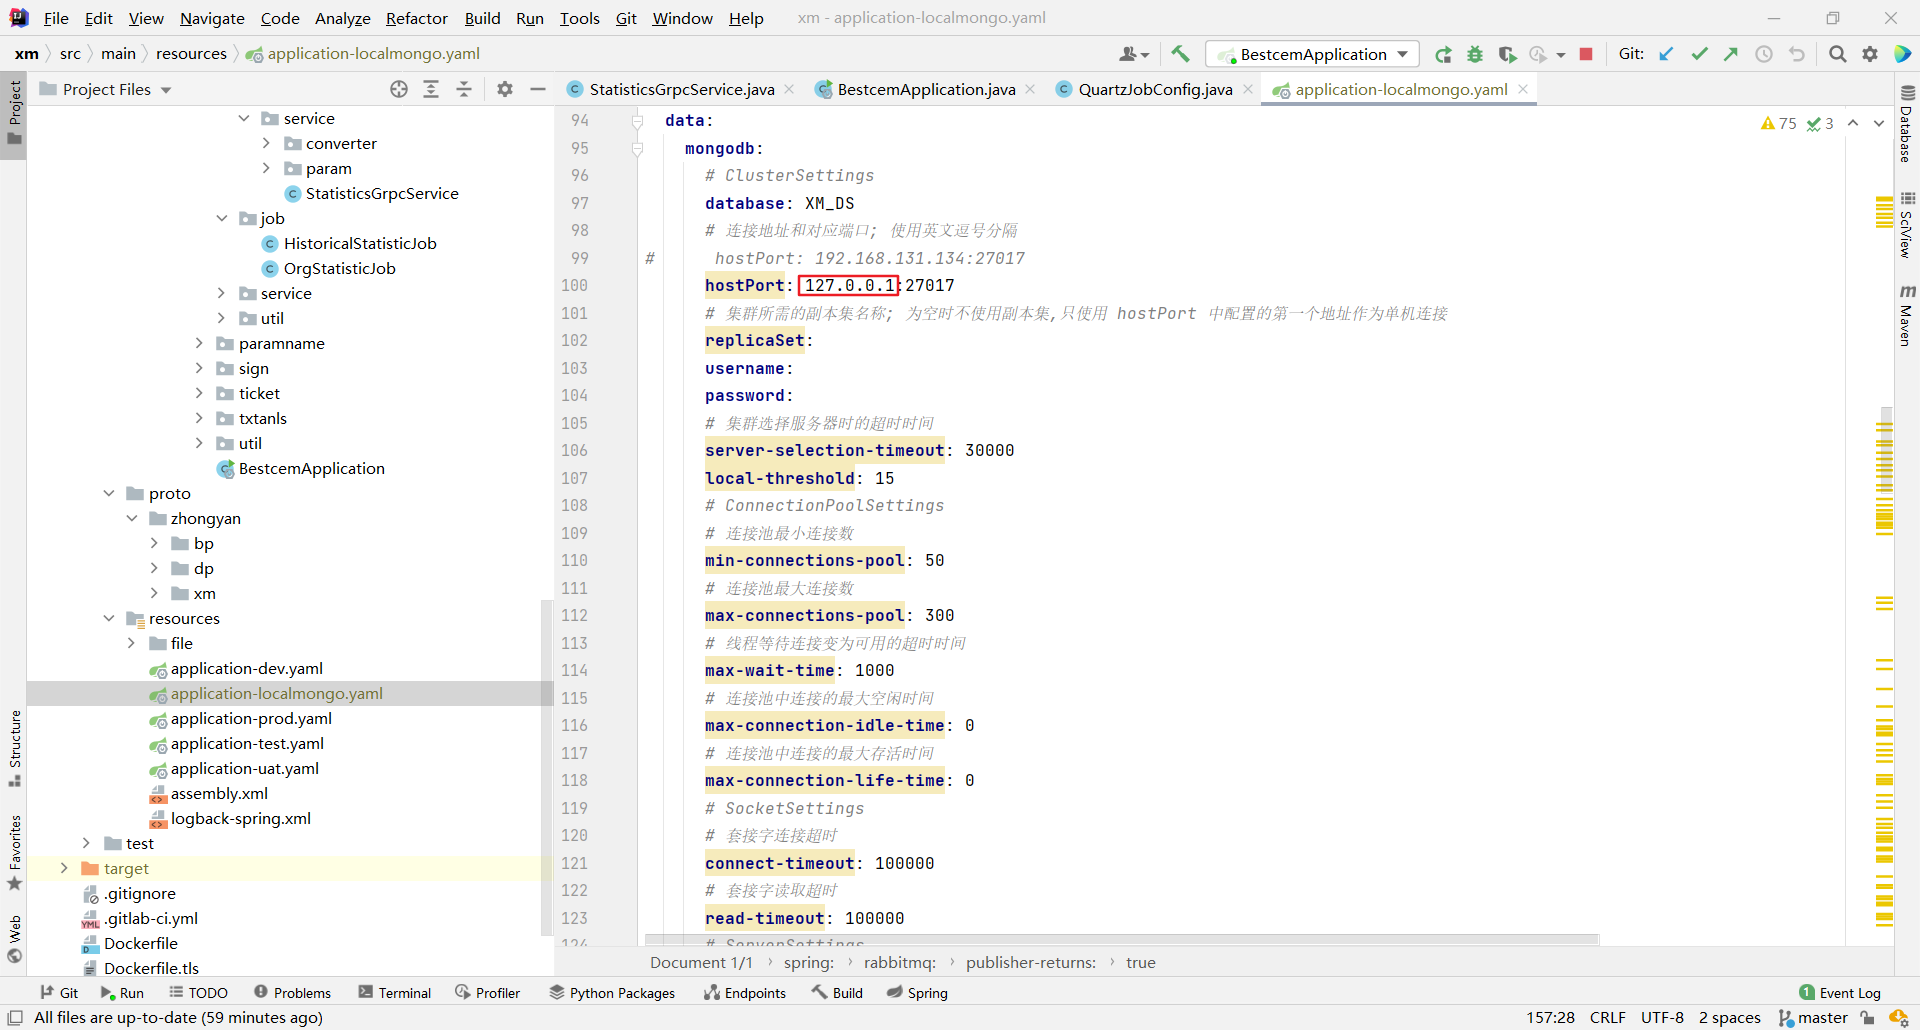 File Edit View Navigate Code Analyze Refactor Build Run Tools Git Window Help xm - application-localmongo.yaml
xm src main resources application-localmongo.yaml BestcemApplication Git:
Project
Project Files
StatisticsGrpcService.java BestcemApplication.java QuartzJobConfig.java application-localmongo.yaml
service
converter
param
StatisticsGrpcService
job
HistoricalStatisticJob
OrgStatisticJob
service
util
paramname
sign
ticket
txtanls
util
BestcemApplication
proto
zhongyan
bp
dp
xm
resources
file
application-dev.yaml
application-localmongo.yaml
application-prod.yaml
application-test.yaml
application-uat.yaml
assembly.xml
logback-spring.xml
test
target
.gitignore
.gitlab-ci.yml
Dockerfile
Dockerfile.tls
Structure
Favorites
Web
75 3
94 data:
95 mongodb:
96 # ClusterSettings
97 database: XM_DS
98 # 连接地址和对应端口; 使用英文逗号分隔
99 # hostPort: 192.168.131.134:27017
100 hostPort: 127.0.0.1:27017
101 # 集群所需的副本集名称; 为空时不使用副本集,只使用 hostPort 中配置的第一个地址作为单机连接
102 replicaSet:
103 username:
104 password:
105 # 集群选择服务器时的超时时间
106 server-selection-timeout: 30000
107 local-threshold: 15
108 # ConnectionPoolSettings
109 # 连接池最小连接数
110 min-connections-pool: 50
111 # 连接池最大连接数
112 max-connections-pool: 300
113 # 线程等待连接变为可用的超时时间
114 max-wait-time: 1000
115 # 连接池中连接的最大空闲时间
116 max-connection-idle-time: 0
117 # 连接池中连接的最大存活时间
118 max-connection-life-time: 0
119 # SocketSettings
120 # 套接字连接超时
121 connect-timeout: 100000
122 # 套接字读取超时
123 read-timeout: 100000
124 # ServerSettings
Database
SciView
Maven
Document 1/1 spring: rabbitmq: publisher-returns: true
Git Run TODO Problems Terminal Profiler Python Packages Endpoints Build Spring 1 Event Log
All files are up-to-date (59 minutes ago) 157:28 CRLF UTF-8 2 spaces master